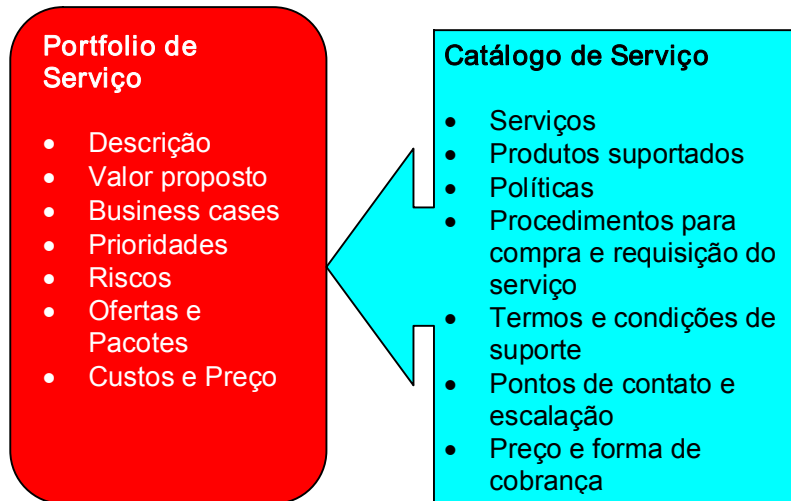 Portfolio de
Serviço
• Descrição
• Valor proposto
• Business cases
• Prioridades
• Riscos
• Ofertas e
Pacotes
• Custos e Preço
Catálogo de Serviço
• Serviços
• Produtos suportados
• Políticas
• Procedimentos para
compra e requisição do
serviço
• Termos e condições de
suporte
• Pontos de contato e
escalação
• Preço e forma de
cobrança